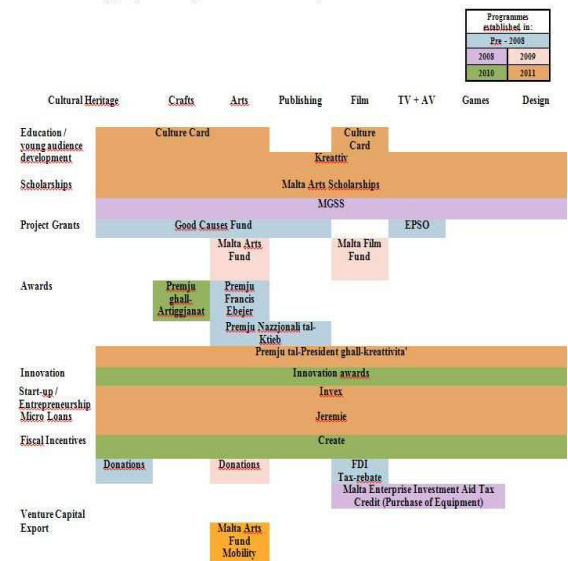 Programmes
established in:
Pre - 2008
2008 2009
2010 2011
Cultural Heritage Crafts Arts Publishing Film TV + AV Games Design
Education /
young audience
development
Culture Card
Culture
Card
Kreattiv
Scholarships
Malta Arts Scholarships
MGSS
Project Grants
Good Causes Fund
EPSO
Malta Arts
Fund
Malta Film
Fund
Awards
Premju
ghall-
Artiggjanat
Premju
Francis
Ebejer
Premju Nazzjonali tal-
Ktieb
Premju tal-President ghall-kreattivita'
Innovation
Innovation awards
Start-up /
Entrepreneurship
Invex
Micro Loans
Jeremie
Fiscal Incentives
Create
Donations
Donations
FDI
Tax-rebate
Malta Enterprise Investment Aid Tax
Credit (Purchase of Equipment)
Venture Capital
Export
Malta Arts
Fund
Mobility